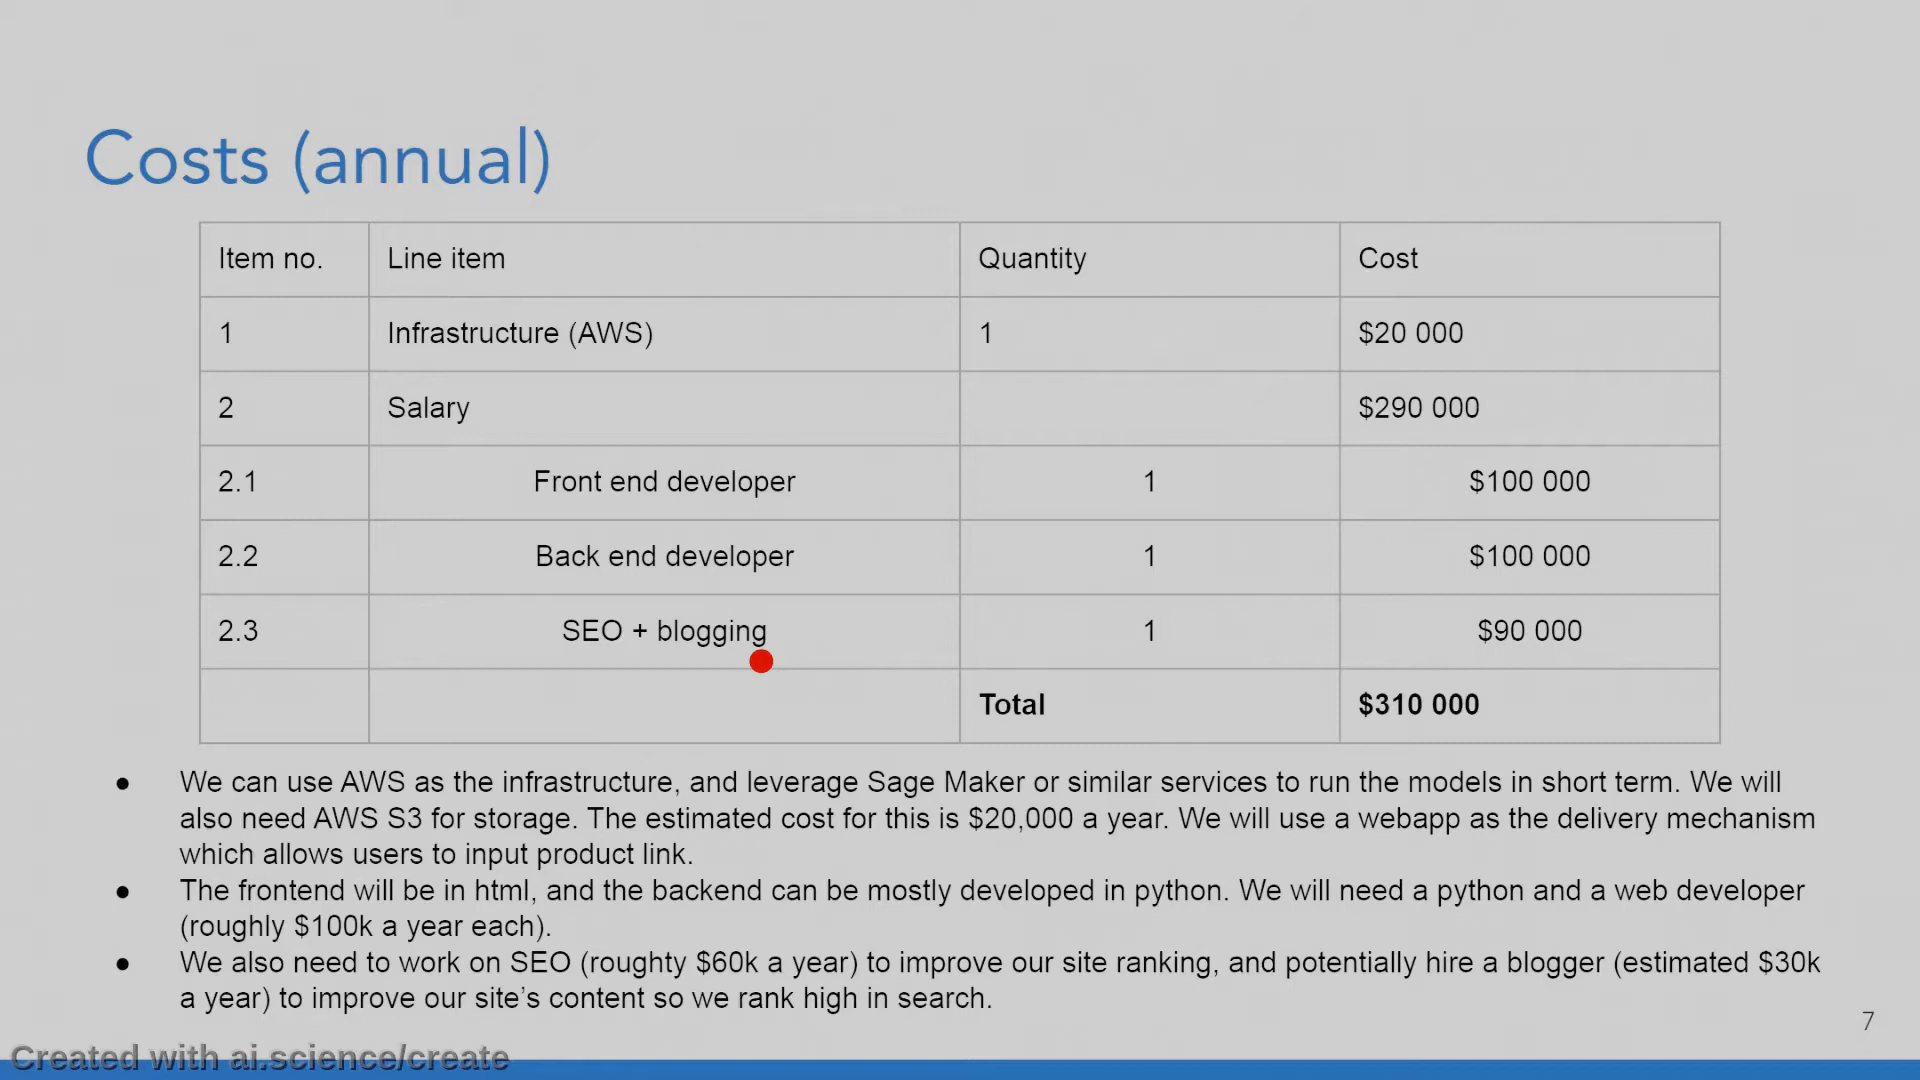 Costs (annual)
Item no. Line item Quantity Cost
1 Infrastructure (AWS) 1 $20 000
2 Salary $290 000
2.1 Front end developer 1 $100 000
2.2 Back end developer 1 $100 000
2.3 SEO + blogging 1 $90 000
Total $310 000
● We can use AWS as the infrastructure, and leverage Sage Maker or similar services to run the models in short term. We will
also need AWS S3 for storage. The estimated cost for this is $20,000 a year. We will use a webapp as the delivery mechanism
which allows users to input product link.
● The frontend will be in html, and the backend can be mostly developed in python. We will need a python and a web developer
(roughly $100k a year each).
● We also need to work on SEO (roughty $60k a year) to improve our site ranking, and potentially hire a blogger (estimated $30k
a year) to improve our site’s content so we rank high in search.
7
Created with ai.science/create